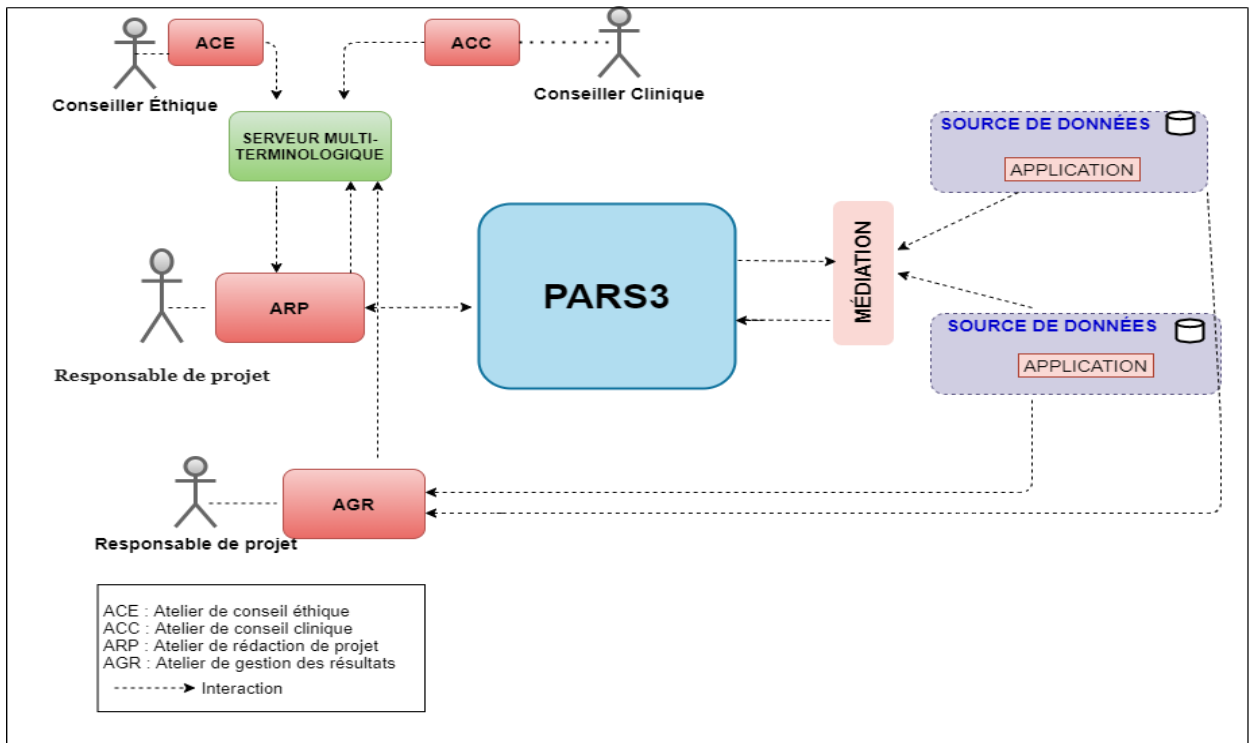 ACE
ACC
Conseiller Éthique
Conseiller Clinique
SERVEUR MULTI-
TERMINOLOGIQUE
SOURCE DE DONNÉES
APPLICATION
MÉDIATION
PARS3
ARP
Responsable de projet
SOURCE DE DONNÉES
APPLICATION
AGR
Responsable de projet
ACE : Atelier de conseil éthique
ACC : Atelier de conseil clinique
ARP : Atelier de rédaction de projet
AGR : Atelier de gestion des résultats
Interaction